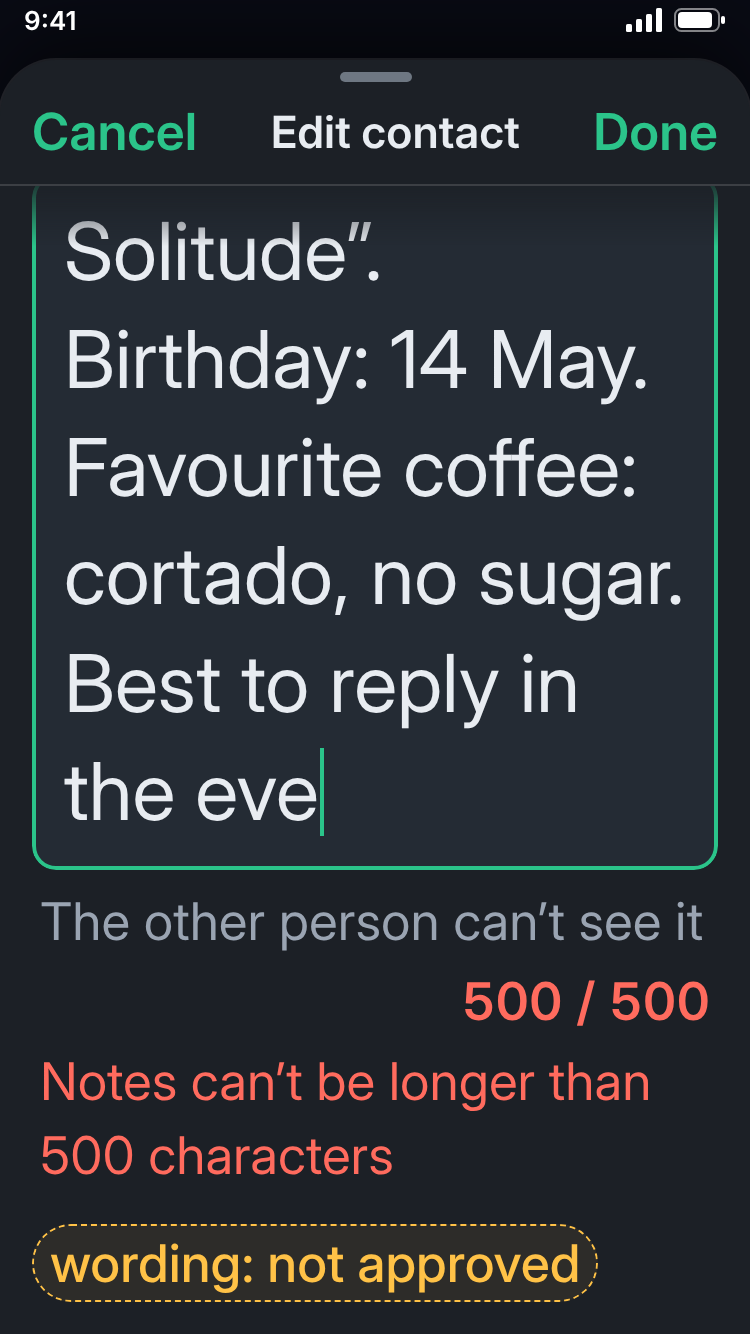 9:41
Cancel Edit contact Done
Solitude”.
Birthday: 14 May.
Favourite coffee:
cortado, no sugar.
Best to reply in
the eve
The other person can’t see it
500 / 500
Notes can’t be longer than
500 characters
wording: not approved